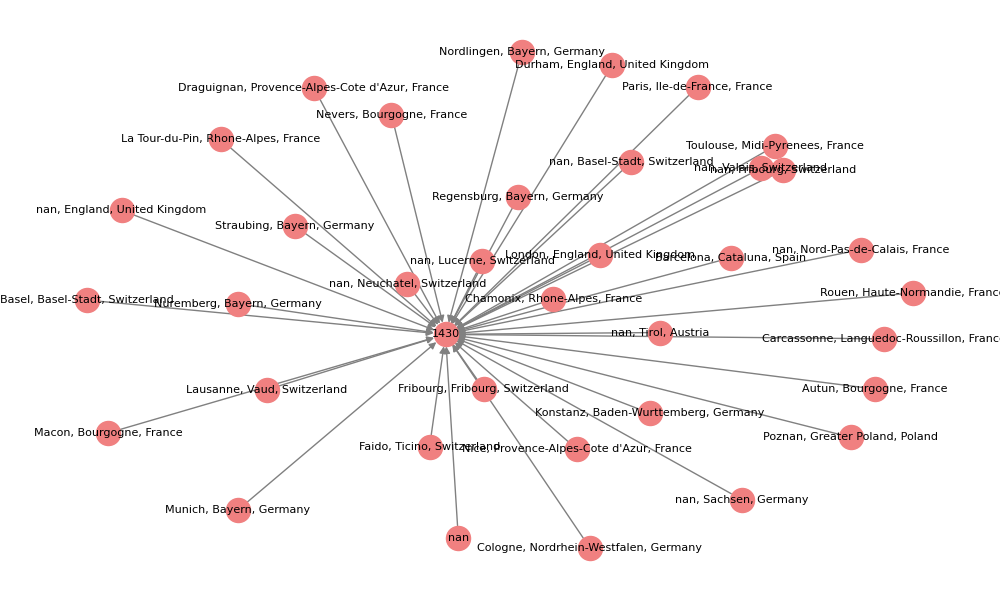 Nordlingen, Bayern, Germany
Durham, England, United Kingdom
Draguignan, Provence-Alpes-Cote d'Azur, France
Paris, Ile-de-France, France
Nevers, Bourgogne, France
La Tour-du-Pin, Rhone-Alpes, France
Toulouse, Midi-Pyrenees, France
nan, Basel-Stadt, Switzerland
nan, Valais, Switzerland
nan, Fribourg, Switzerland
Regensburg, Bayern, Germany
nan, England, United Kingdom
Straubing, Bayern, Germany
nan, Nord-Pas-de-Calais, France
London, England, United Kingdom
Barcelona, Cataluna, Spain
nan, Lucerne, Switzerland
nan, Neuchatel, Switzerland
Rouen, Haute-Normandie, France
Chamonix, Rhone-Alpes, France
Basel, Basel-Stadt, Switzerland
Nuremberg, Bayern, Germany
nan, Tirol, Austria
1430
Carcassonne, Languedoc-Roussillon, France
Lausanne, Vaud, Switzerland
Fribourg, Fribourg, Switzerland
Autun, Bourgogne, France
Konstanz, Baden-Wurttemberg, Germany
Macon, Bourgogne, France
Poznan, Greater Poland, Poland
Faido, Ticino, Switzerland
Nice, Provence-Alpes-Cote d'Azur, France
nan, Sachsen, Germany
Munich, Bayern, Germany
nan
Cologne, Nordrhein-Westfalen, Germany